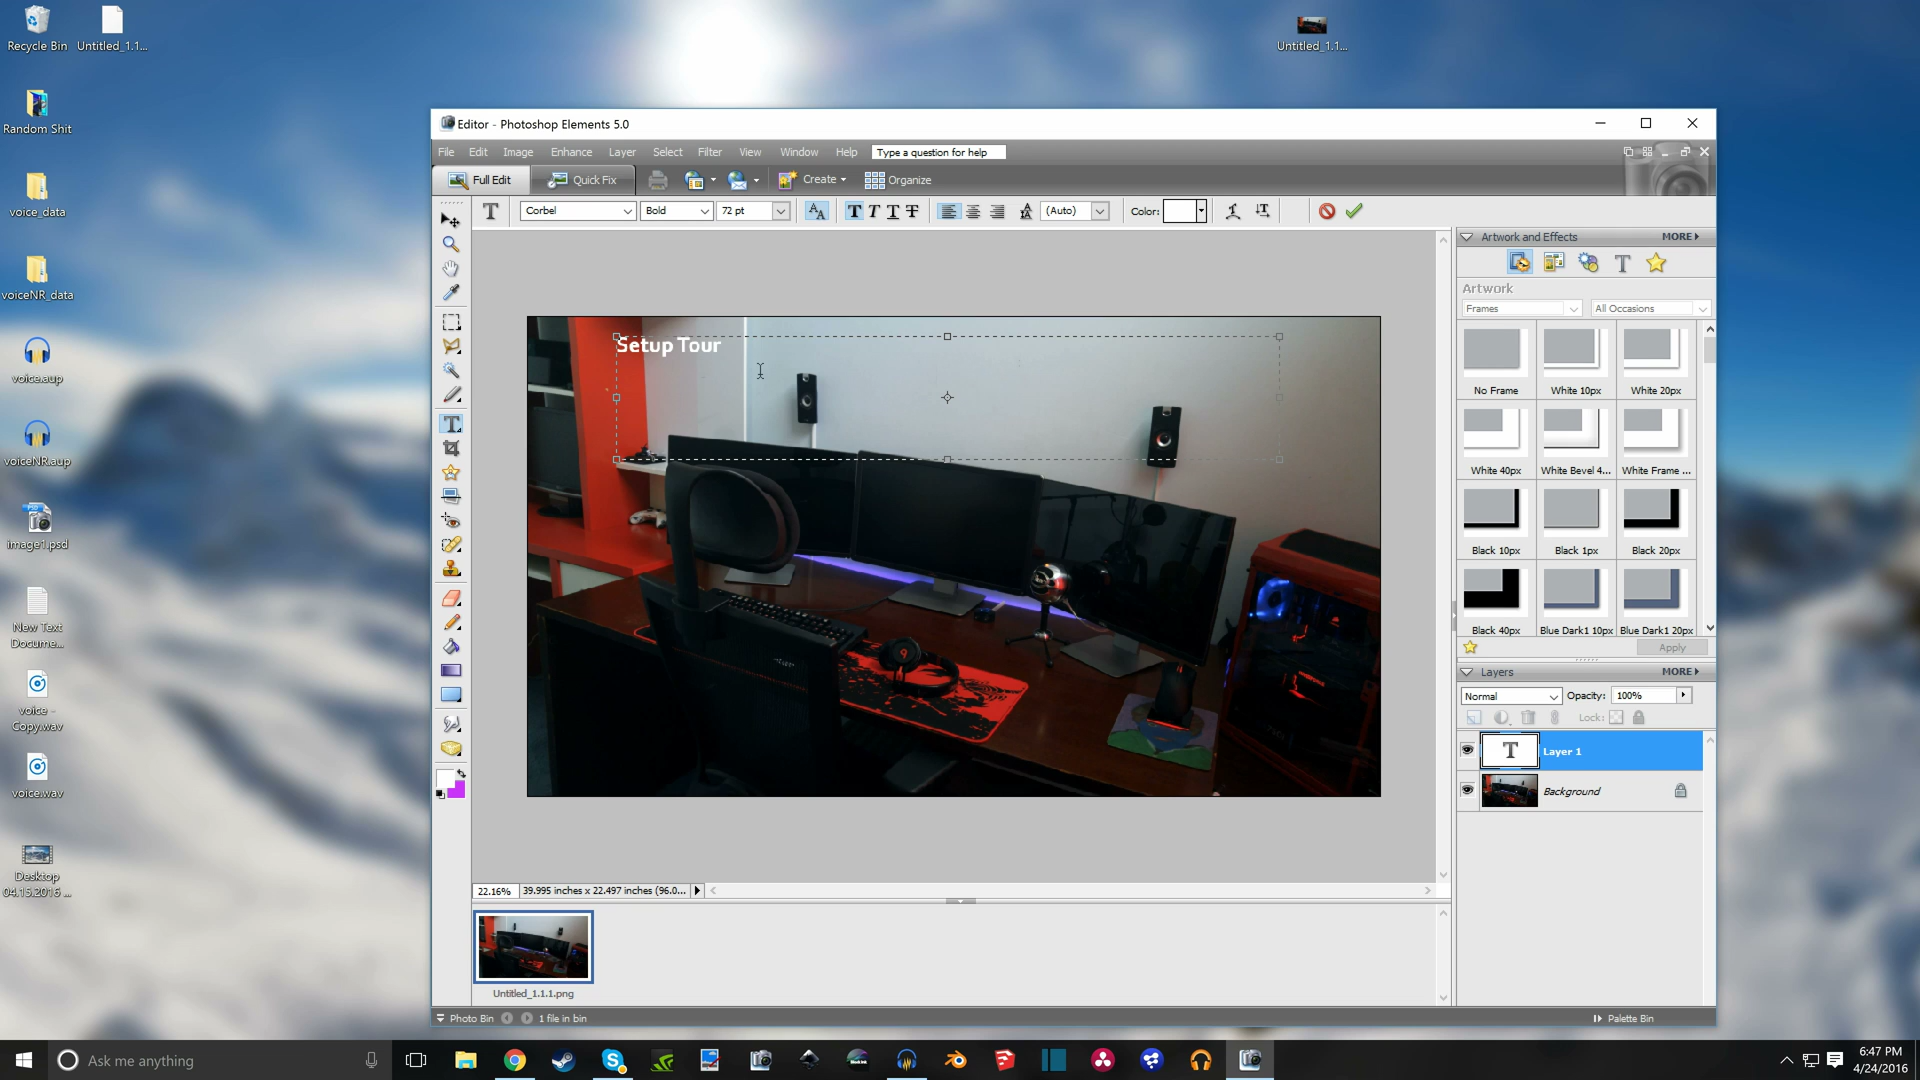 Recycle Bin
Untitled_1.1...
Untitled_1.1...
Random Shit
voice_data
voiceNR_data
voice.aup
voiceNR.aup
image1.psd
New Text
Docume...
voice -
Copy.wav
voice.wav
Desktop
04.15.2016 ...
Editor - Photoshop Elements 5.0
File Edit Image Enhance Layer Select Filter View Window Help Type a question for help
Full Edit Quick Fix Create Organize
Corbel Bold 72 pt (Auto) Color:
Setup Tour
Artwork and Effects MORE
Artwork
Frames All Occasions
No Frame White 10px White 20px
White 40px White Bevel 4... White Frame ...
Black 10px Black 1px Black 20px
Black 40px Blue Dark1 10px Blue Dark1 20px
Apply
Layers MORE
Normal Opacity: 100%
Lock:
Layer 1
Background
22.16% 39.995 inches x 22.497 inches (96.0...
Untitled_1.1.1.png
Photo Bin 1 file in bin
Palette Bin
Ask me anything
6:47 PM
4/24/2016